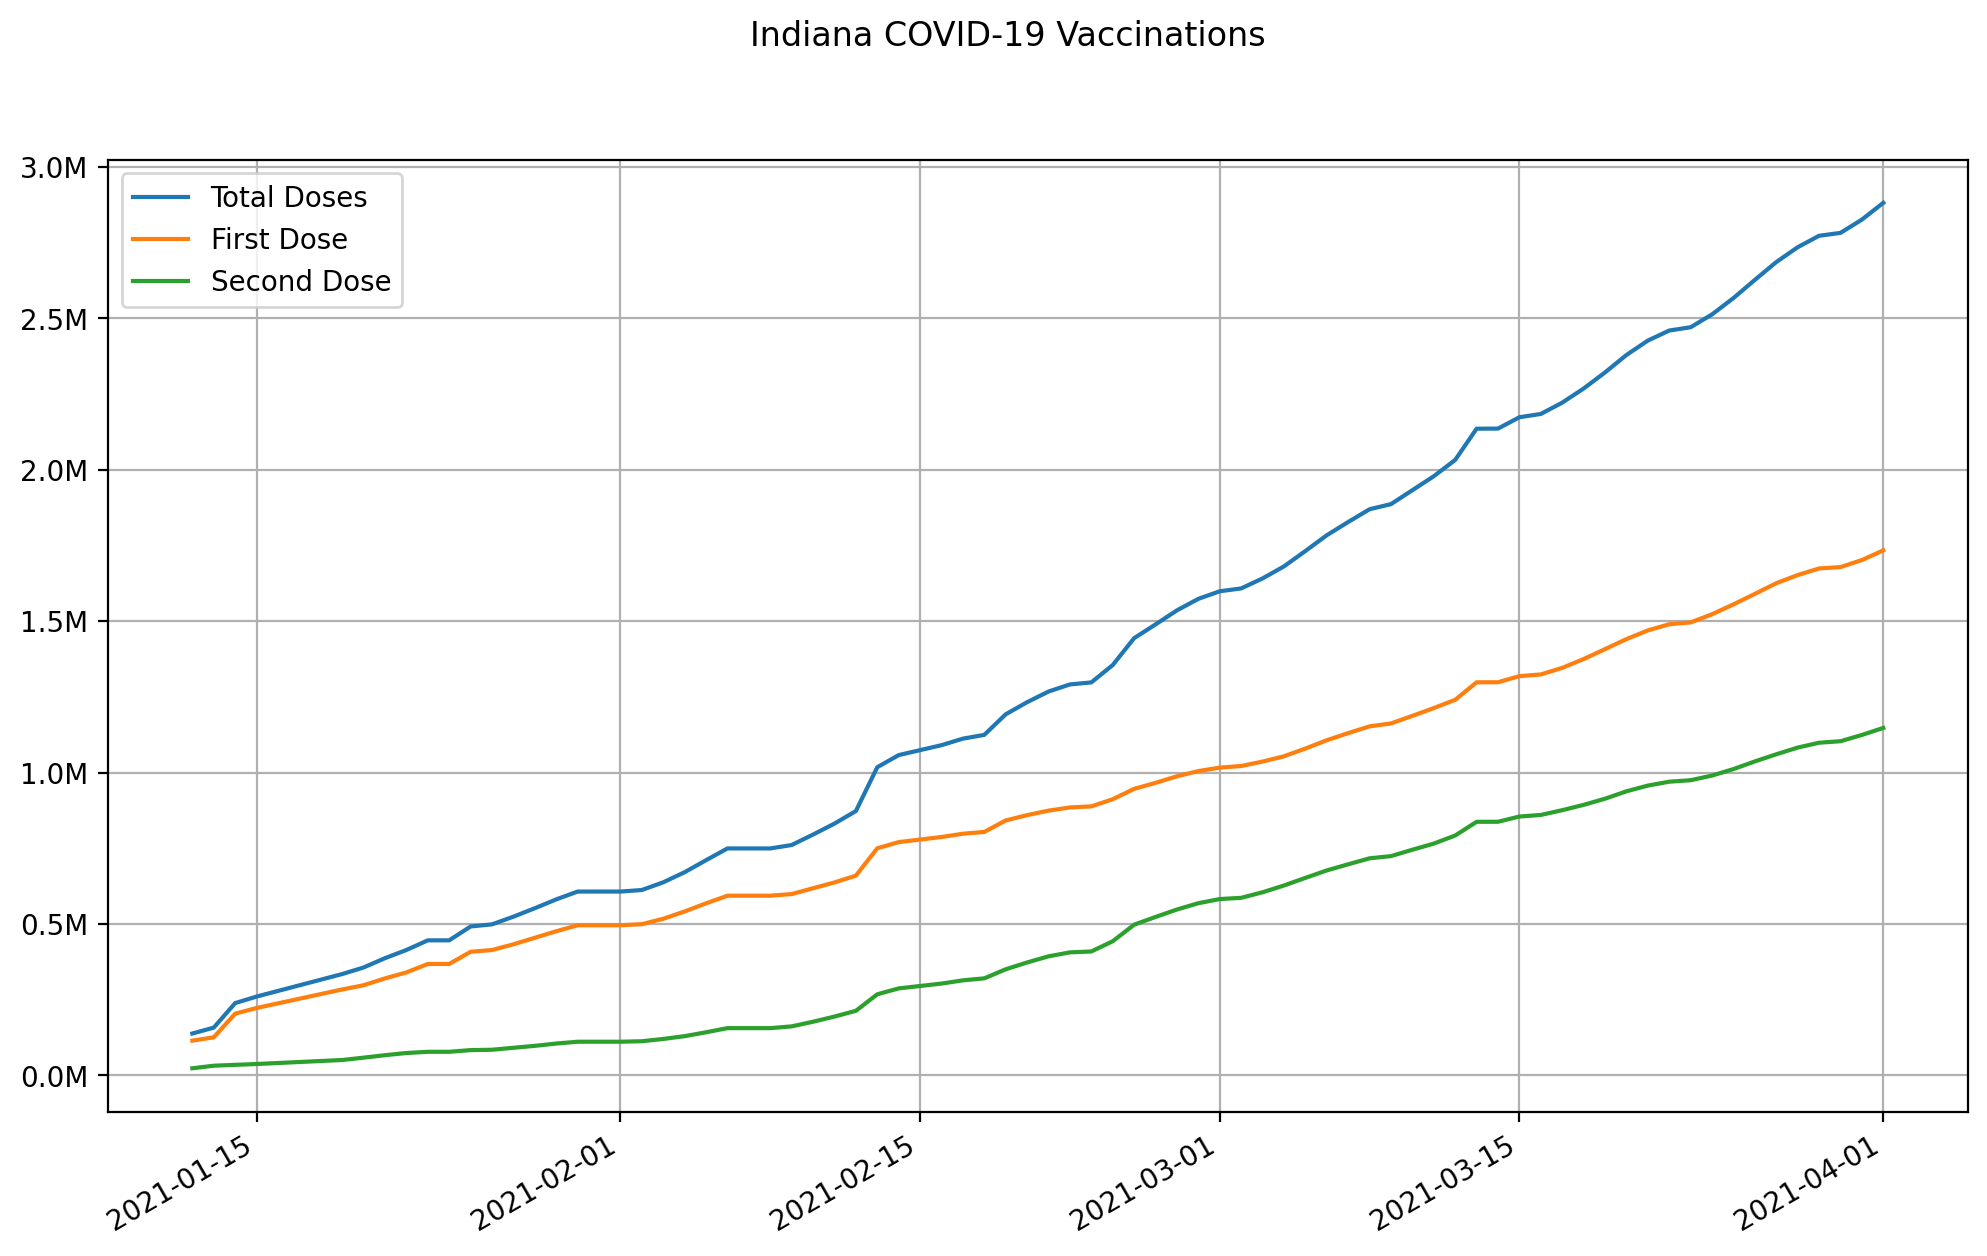 Indiana COVID-19 Vaccinations
3.0M
2.5M
2.0M
1.5M
1.0M
0.5M
0.0M
Total Doses
First Dose
Second Dose
2021-01-15
2021-02-01
2021-02-15
2021-03-01
2021-03-15
2021-04-01